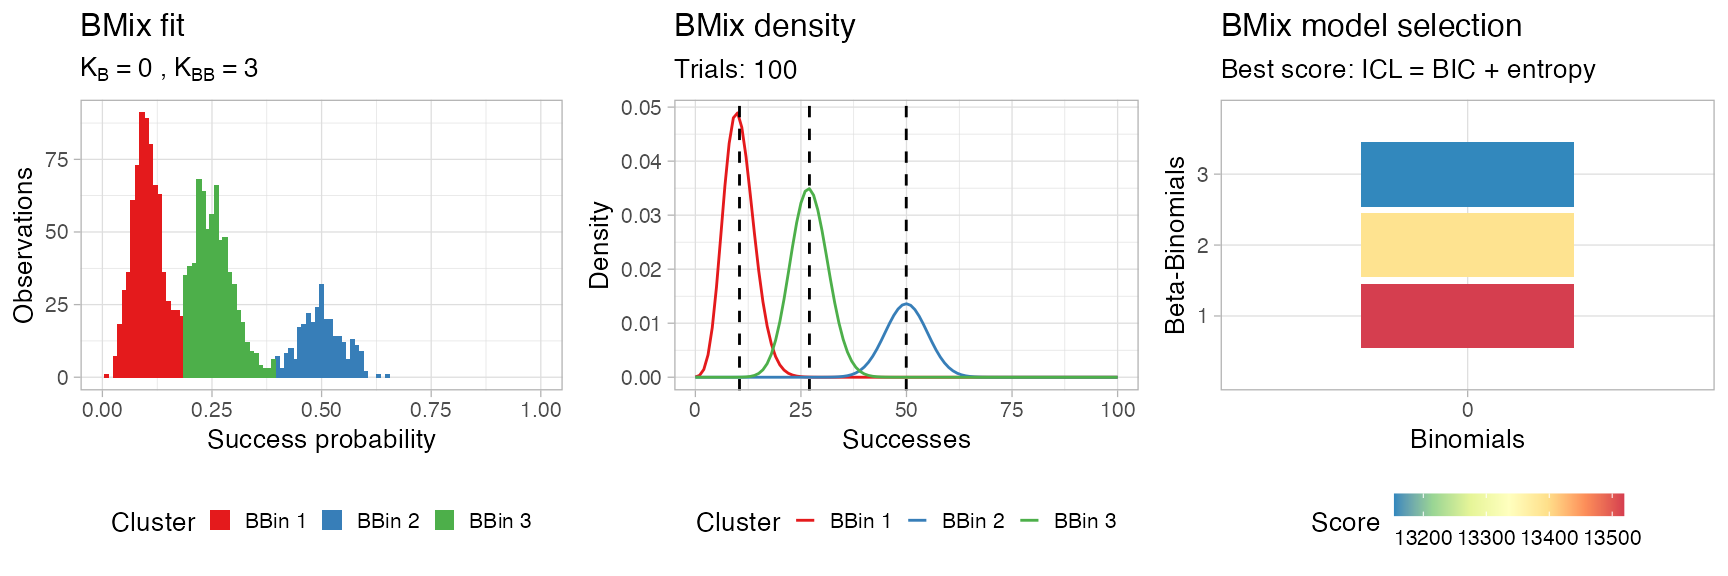 BMix fit
K_B = 0 , K_BB = 3
Observations
75
50
25
0
0.00 0.25 0.50 0.75 1.00
Success probability
Cluster BBin 1 BBin 2 BBin 3
BMix density
Trials: 100
Density
0.05
0.04
0.03
0.02
0.01
0.00
0 25 50 75 100
Successes
Cluster BBin 1 BBin 2 BBin 3
BMix model selection
Best score: ICL = BIC + entropy
Beta-Binomials
3
2
1
0
Binomials
Score
13200 13300 13400 13500